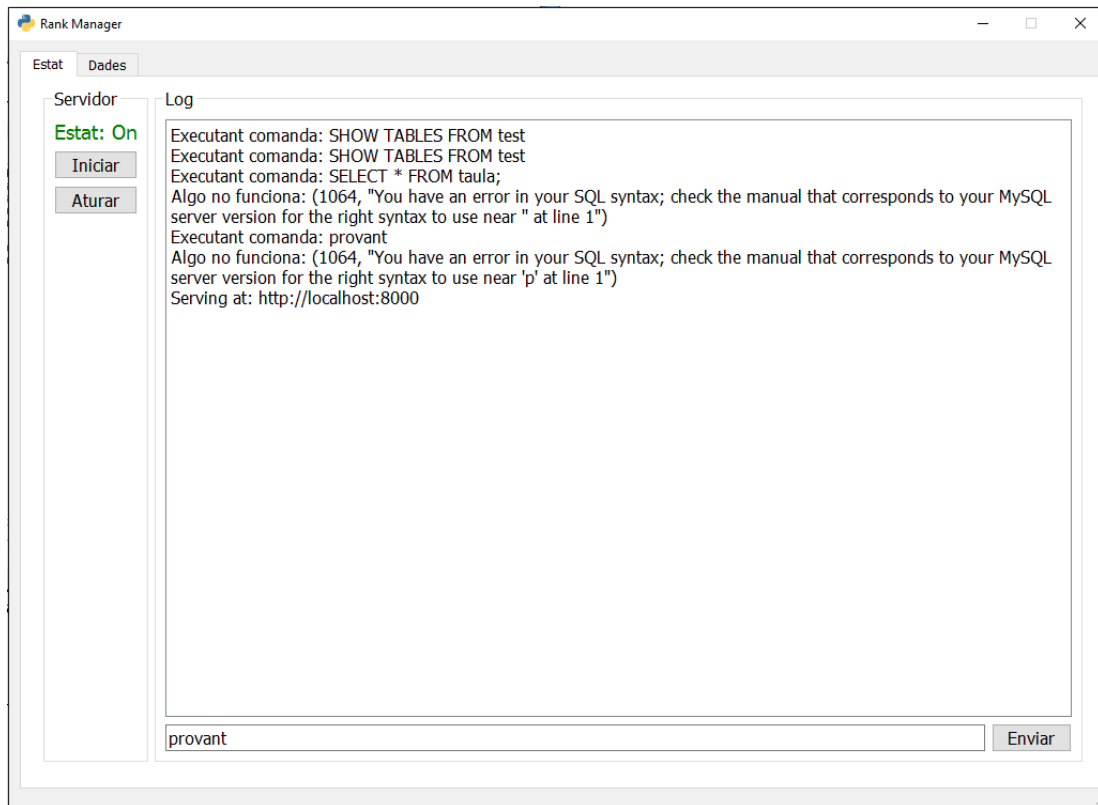 Rank Manager
Estat
Dades
Servidor
Estat: On
Iniciar
Aturar
Log
Executant comanda: SHOW TABLES FROM test
Executant comanda: SHOW TABLES FROM test
Executant comanda: SELECT * FROM taula;
Algo no funciona: (1064, "You have an error in your SQL syntax; check the manual that corresponds to your MySQL
server version for the right syntax to use near '' at line 1")
Executant comanda: provant
Algo no funciona: (1064, "You have an error in your SQL syntax; check the manual that corresponds to your MySQL
server version for the right syntax to use near 'p' at line 1")
Serving at: http://localhost:8000
provant
Enviar